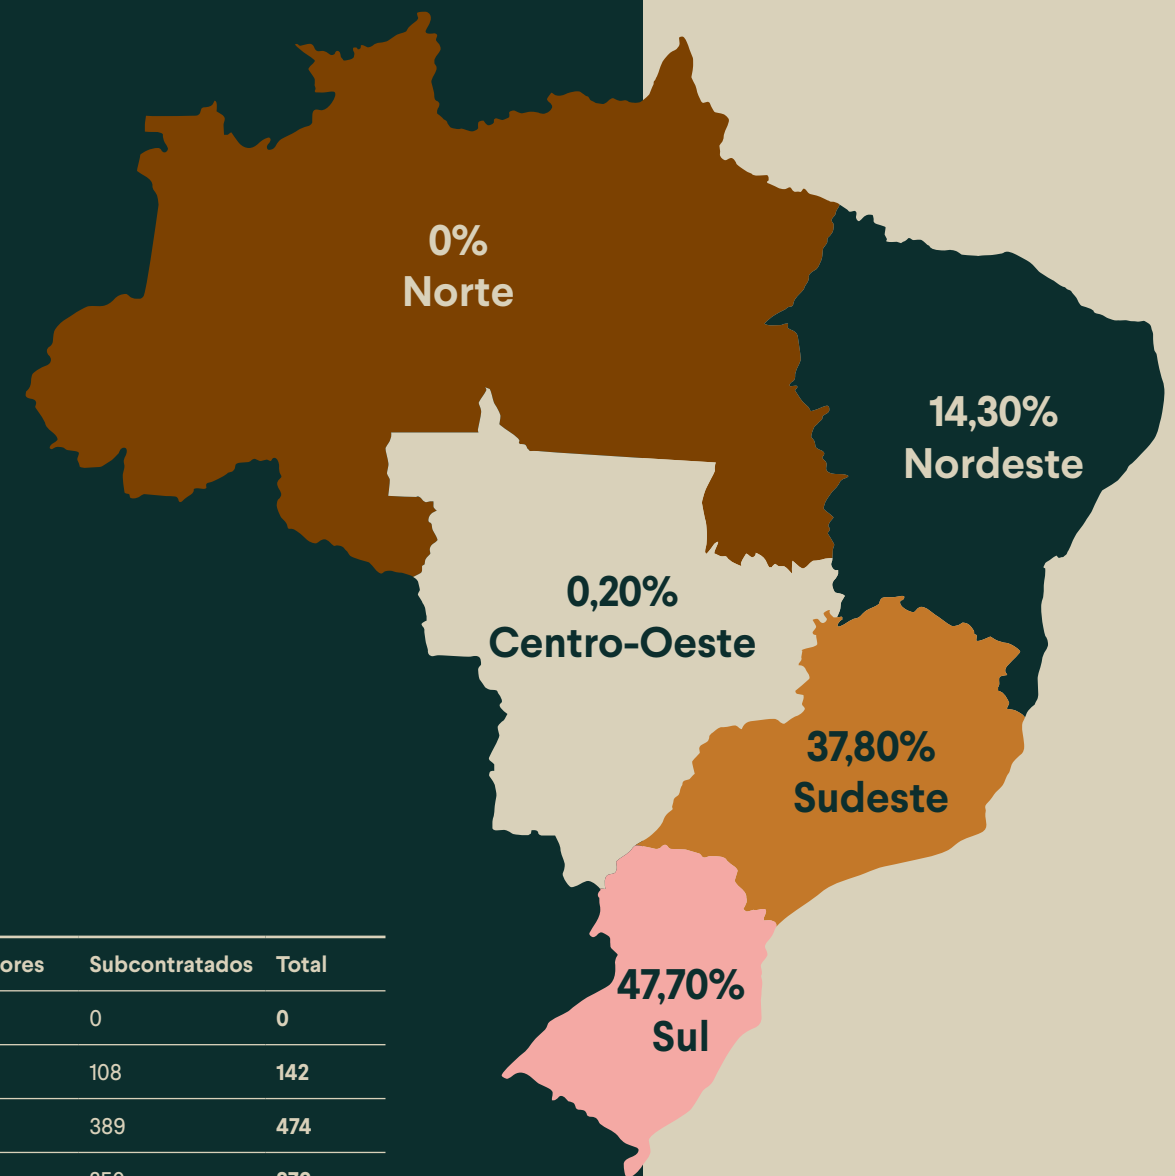 0%
Norte
14,30%
Nordeste
0,20%
Centro-Oeste
37,80%
Sudeste
47,70%
Sul
ores Subcontratados Total
0 0
108 142
389 474